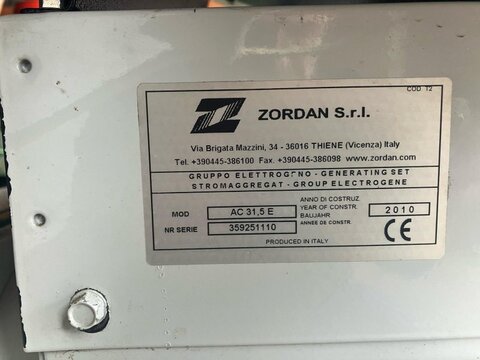 COD 12
Z ZORDAN S.r.l.
Via Brigata Mazzini, 34 - 36016 THIENE (Vicenza) Italy
Tel. +390445-386100 Fax. +390445-386098 www.zordan.com
GRUPPO ELETTROGENO - GENERATING SET
STROMAGGREGAT - GROUP ELECTROGENE
MOD AC 31,5 E
NR SERIE 359251110
ANNO DI COSTRUZ.
YEAR OF CONSTR.
BAUJAHR
ANNEE DE CONSTR.
2010
CE
PRODUCED IN ITALY